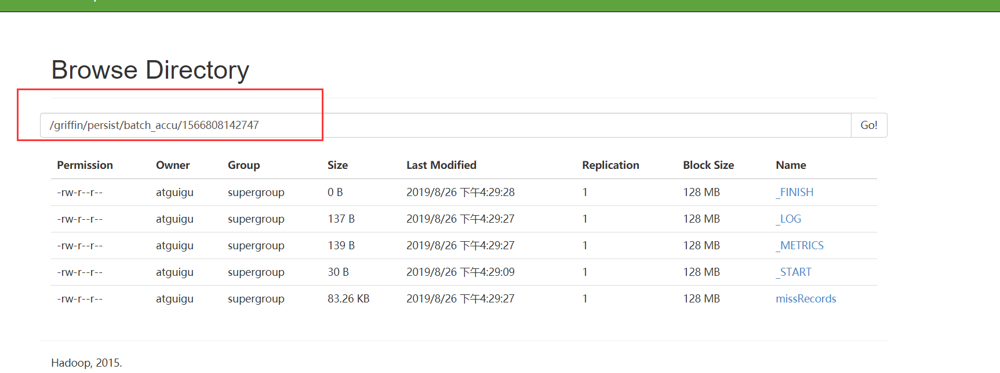 Browse Directory
/griffin/persist/batch_accu/1566808142747 Go!
Permission Owner Group Size Last Modified Replication Block Size Name
-rw-r--r-- atguigu supergroup 0 B 2019/8/26 下午4:29:28 1 128 MB _FINISH
-rw-r--r-- atguigu supergroup 137 B 2019/8/26 下午4:29:27 1 128 MB _LOG
-rw-r--r-- atguigu supergroup 139 B 2019/8/26 下午4:29:27 1 128 MB _METRICS
-rw-r--r-- atguigu supergroup 30 B 2019/8/26 下午4:29:09 1 128 MB _START
-rw-r--r-- atguigu supergroup 83.26 KB 2019/8/26 下午4:29:27 1 128 MB missRecords
Hadoop, 2015.